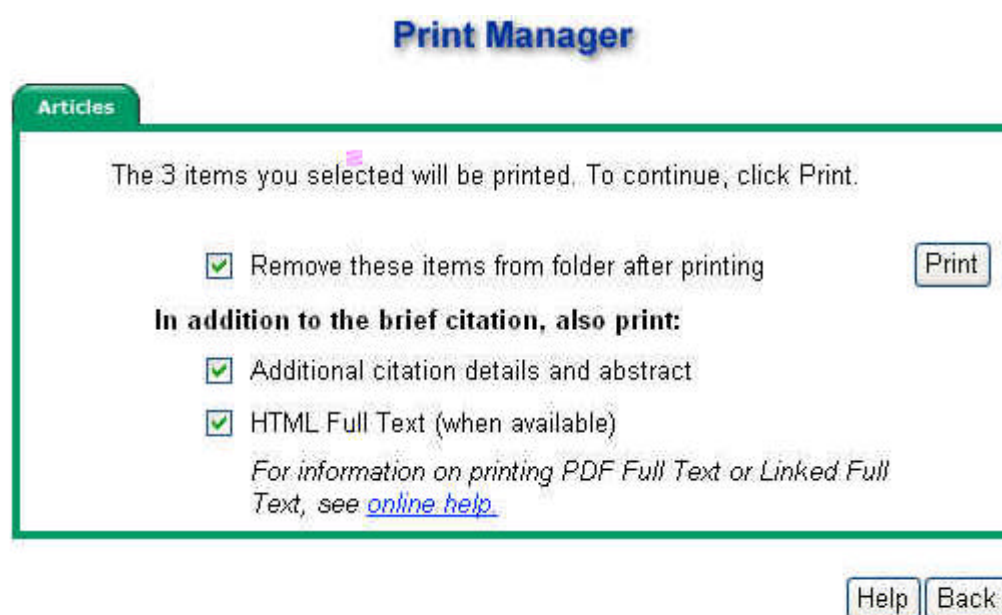 Print Manager
Articles
The 3 items you selected will be printed. To continue, click Print.
Remove these items from folder after printing
Print
In addition to the brief citation, also print:
Additional citation details and abstract
HTML Full Text (when available)
For information on printing PDF Full Text or Linked Full
Text, see online help.
Help Back